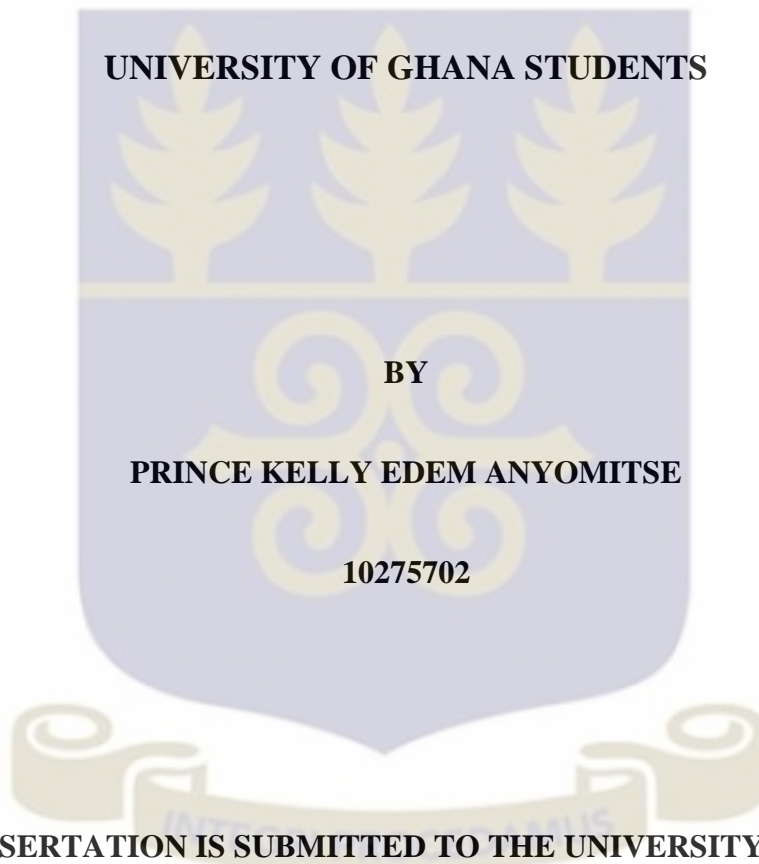 UNIVERSITY OF GHANA STUDENTS
BY
PRINCE KELLY EDEM ANYOMITSE
10275702
SERTATION IS SUBMITTED TO THE UNIVERSITY